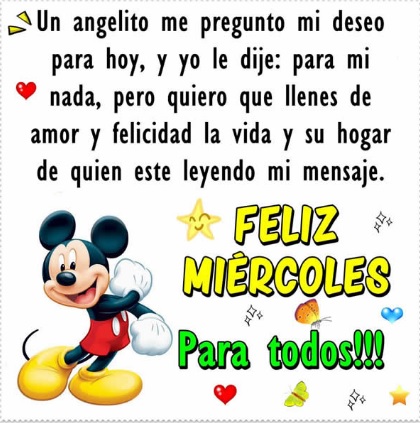 Un angelito me pregunto mi deseo
para hoy, y yo le dije: para mi
nada, pero quiero que llenes de
amor y felicidad la vida y su hogar
de quien este leyendo mi mensaje.
FELIZ
MIÉRCOLES
Para todos!!!